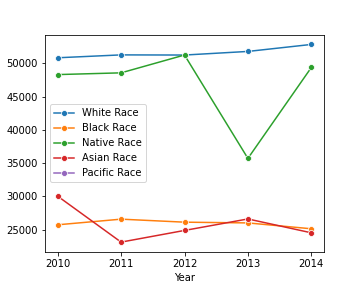 50000
45000
40000
35000
30000
25000
White Race
Black Race
Native Race
Asian Race
Pacific Race
2010 2011 2012 2013 2014
Year